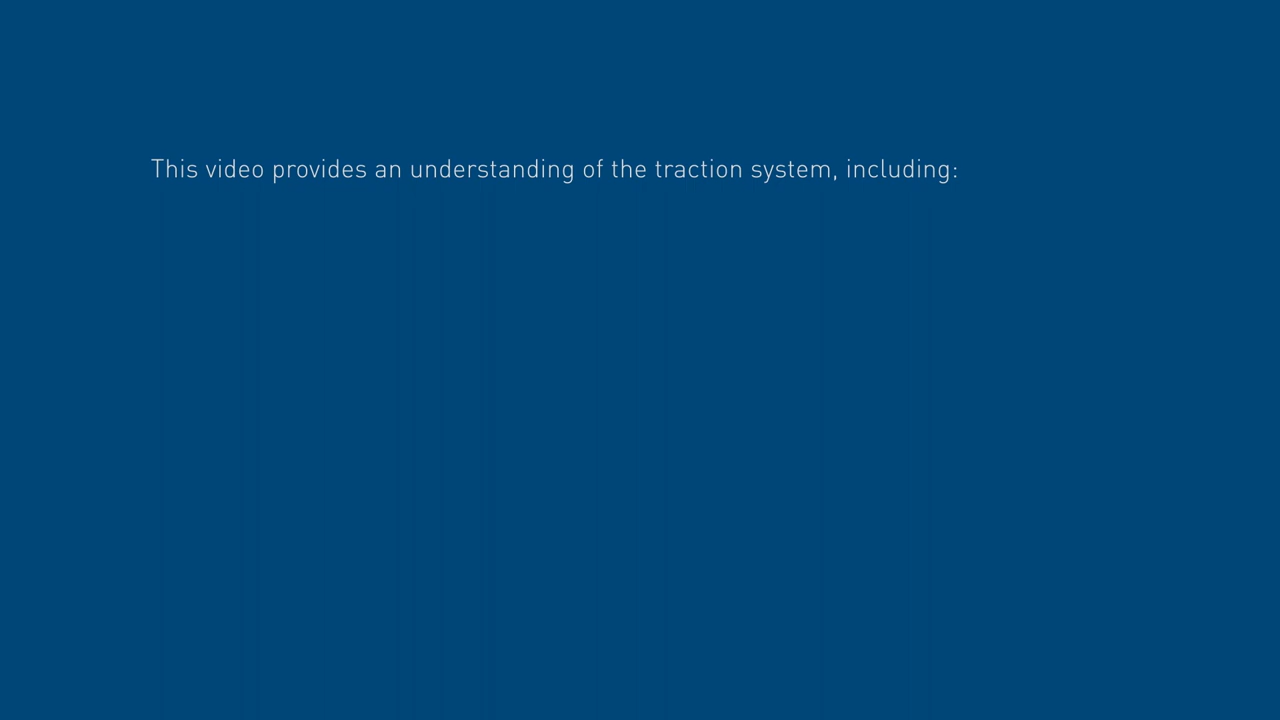 This video provides an understanding of the traction system, including: